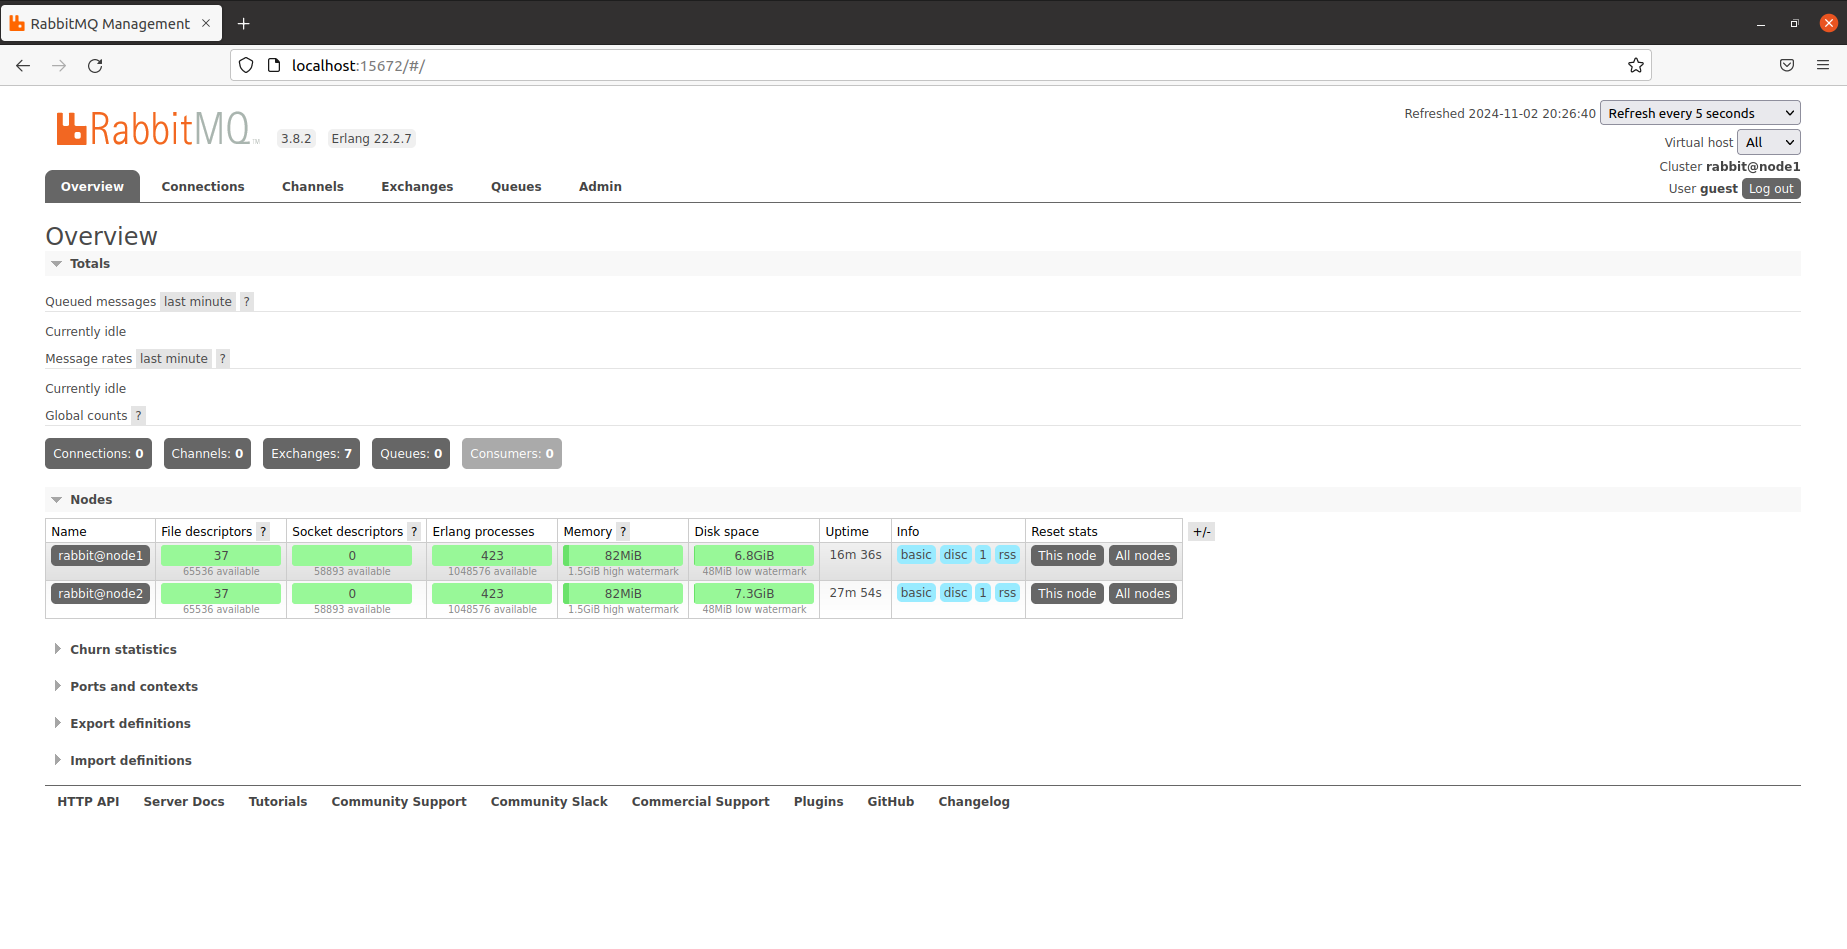 RabbitMQ Management
localhost:15672/#/
RabbitMQ TM 3.8.2 Erlang 22.2.7
Refreshed 2024-11-02 20:26:40 Refresh every 5 seconds
Virtual host All
Cluster rabbit@node1
User guest Log out
Overview Connections Channels Exchanges Queues Admin
Overview
Totals
Queued messages last minute ?
Currently idle
Message rates last minute ?
Currently idle
Global counts ?
Connections: 0 Channels: 0 Exchanges: 7 Queues: 0 Consumers: 0
Nodes
Name File descriptors ? Socket descriptors ? Erlang processes Memory ? Disk space Uptime Info Reset stats +/-
rabbit@node1 37 0 423 82MiB 6.8GiB 16m 36s basic disc 1 rss This node All nodes
65536 available 58893 available 1048576 available 1.5GiB high watermark 48MiB low watermark
rabbit@node2 37 0 423 82MiB 7.3GiB 27m 54s basic disc 1 rss This node All nodes
65536 available 58893 available 1048576 available 1.5GiB high watermark 48MiB low watermark
Churn statistics
Ports and contexts
Export definitions
Import definitions
HTTP API Server Docs Tutorials Community Support Community Slack Commercial Support Plugins GitHub Changelog